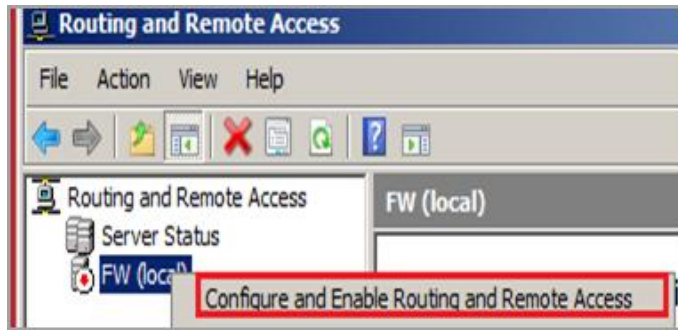 Routing and Remote Access
File Action View Help
Routing and Remote Access
FW (local)
Server Status
FW (local)
Configure and Enable Routing and Remote Access